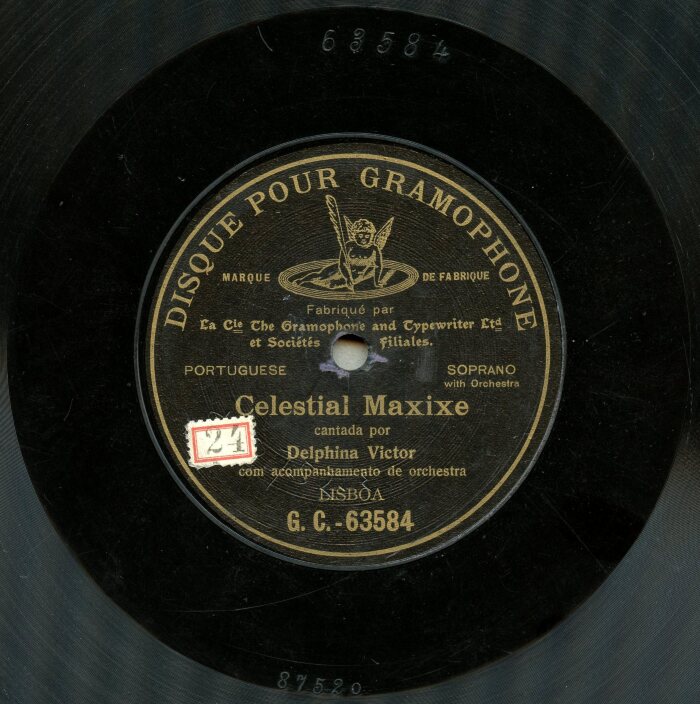 63584
DISQUE POUR GRAMOPHONE
MARQUE DE FABRIQUE
Fabriqué par
La Cie The Gramophone and Typewriter Ltd
et Sociétés Filiales.
PORTUGUESE SOPRANO
with Orchestra
Celestial Maxixe
cantada por
24
Delphina Victor
com acompanhamento de orchestra
LISBOA
G. C.-63584
87520